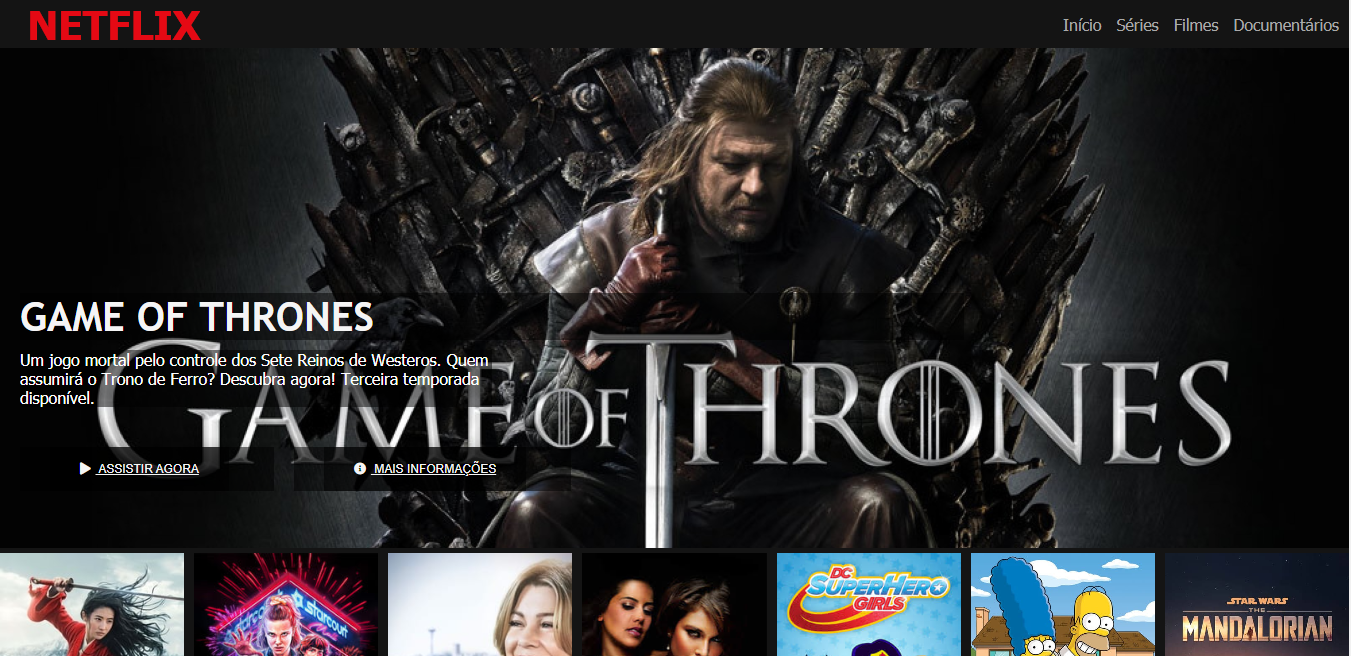 NETFLIX
Início Séries Filmes Documentários
GAME OF THRONES
Um jogo mortal pelo controle dos Sete Reinos de Westeros. Quem
assumirá o Trono de Ferro? Descubra agora! Terceira temporada
disponível.
GAME OF THRONES
ASSISTIR AGORA
MAIS INFORMAÇÕES
starcourt
DC
SUPERHERO
GIRLS
STAR WARS
THE
MANDALORIAN